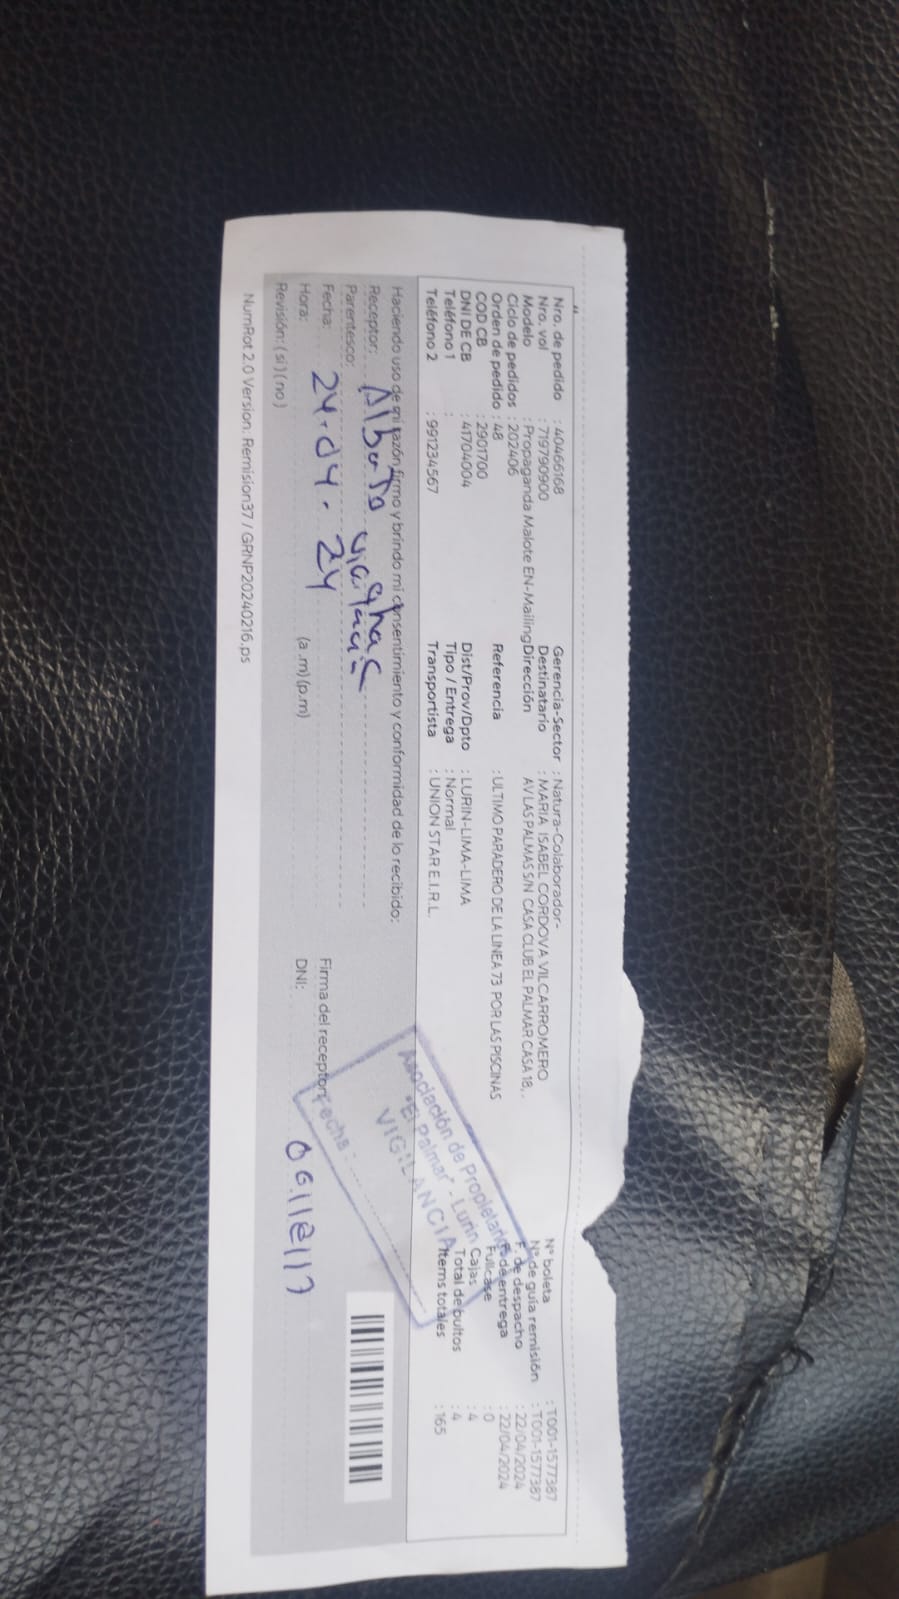 Nro. de pedido : 40466168
Nro. vol : 719790900
Modelo : Propaganda Malote EN-Mailing
Ciclo de pedidos : 202406
Orden de pedido : 48
COD CB : 2901700
DNI DE CB : 41704004
Teléfono 1 :
Teléfono 2 : 991234567
Gerencia-Sector : Natura-Colaborador-
Destinatario : MARIA ISABEL CORDOVA VILCARROMERO
Dirección AV LAS PALMAS S/N CASA CLUB EL PALMAR CASA 18, .
Referencia : ULTIMO PARADERO DE LA LINEA 73 POR LAS PISCINAS
Dist/Prov/Dpto : LURIN-LIMA-LIMA
Tipo / Entrega : Normal
Transportista : UNION STAR E.I.R.L.
N° boleta : T001-1577387
N° de guía remisión : T001-1577387
F. de despacho : 22/04/2024
F. de entrega : 22/04/2024
Fullcase : 0
Cajas : 4
Total de bultos : 4
Items totales : 165
Haciendo uso de mi razón firmo y brindo mi consentimiento y conformidad de lo recibido:
Receptor: Alberto
Parentesco:
Fecha: 24.04.24
Hora: (a.m)(p.m)
Revisión: (si) (no)
Firma del receptor:
DNI:
Asociación de Propietarios
"El Palmar" - Lurín
VIGILANCIA
Fecha:
NumRot 2.0 Version. Remision37 / GRNP20240216.ps